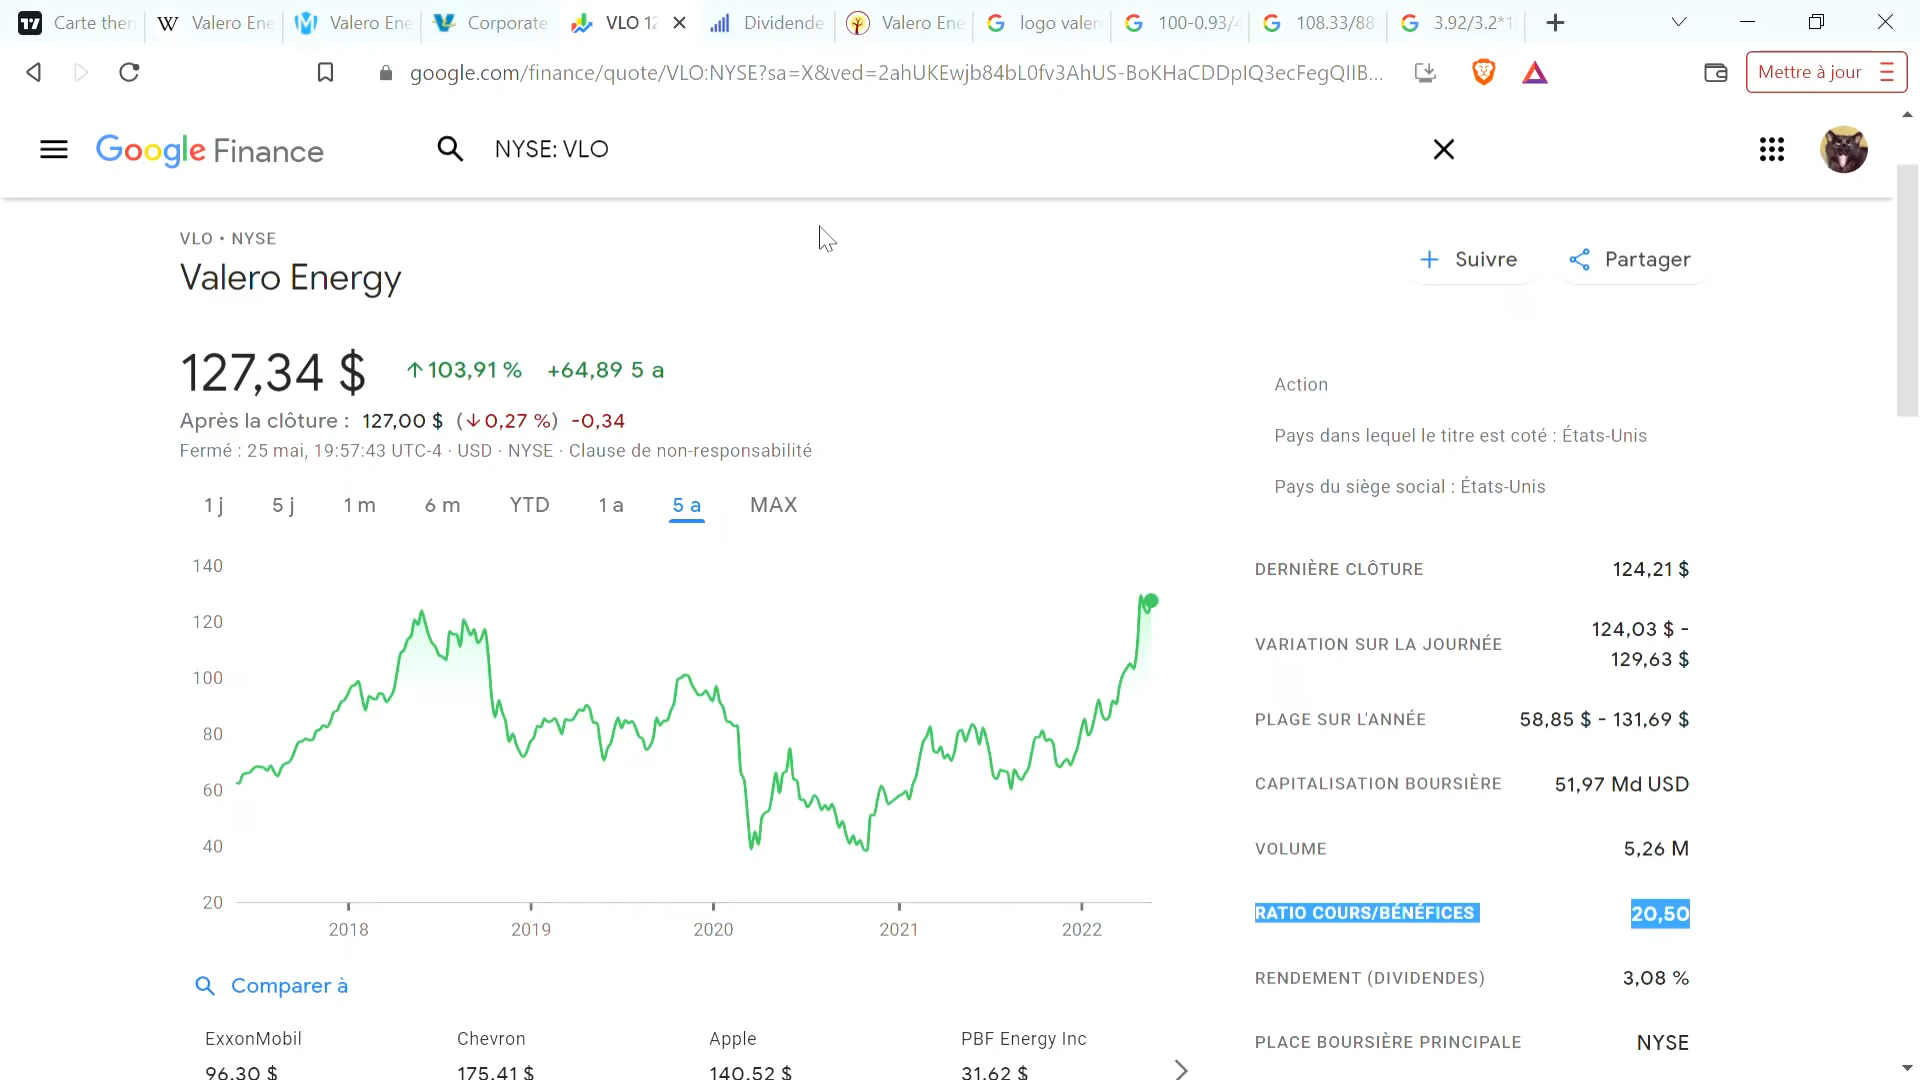 Carte then
Valero Ene
Valero Ene
Corporate
VLO 12
Dividende
Valero Ene
logo valer
100-0.93/4
108.33/88
3.92/3.2*1
google.com/finance/quote/VLO:NYSE?sa=X&ved=2ahUKEwjb84bL0fv3AhUS-BoKHaCDDpIQ3ecFegQIIB...
Mettre à jour
Google Finance
NYSE: VLO
VLO • NYSE
Valero Energy
Suivre
Partager
127,34 $ ↑103,91 % +64,89 5 a
Après la clôture : 127,00 $ (↓0,27 %) -0,34
Fermé : 25 mai, 19:57:43 UTC-4 · USD · NYSE · Clause de non-responsabilité
1 j 5 j 1 m 6 m YTD 1 a 5 a MAX
140
120
100
80
60
40
20
2018 2019 2020 2021 2022
Comparer à
ExxonMobil Chevron Apple PBF Energy Inc
96,30 $ 175,41 $ 140,52 $ 31,62 $
Action
Pays dans lequel le titre est coté : États-Unis
Pays du siège social : États-Unis
DERNIÈRE CLÔTURE 124,21 $
VARIATION SUR LA JOURNÉE 124,03 $ -
129,63 $
PLAGE SUR L'ANNÉE 58,85 $ - 131,69 $
CAPITALISATION BOURSIÈRE 51,97 Md USD
VOLUME 5,26 M
RATIO COURS/BÉNÉFICES 20,50
RENDEMENT (DIVIDENDES) 3,08 %
PLACE BOURSIÈRE PRINCIPALE NYSE